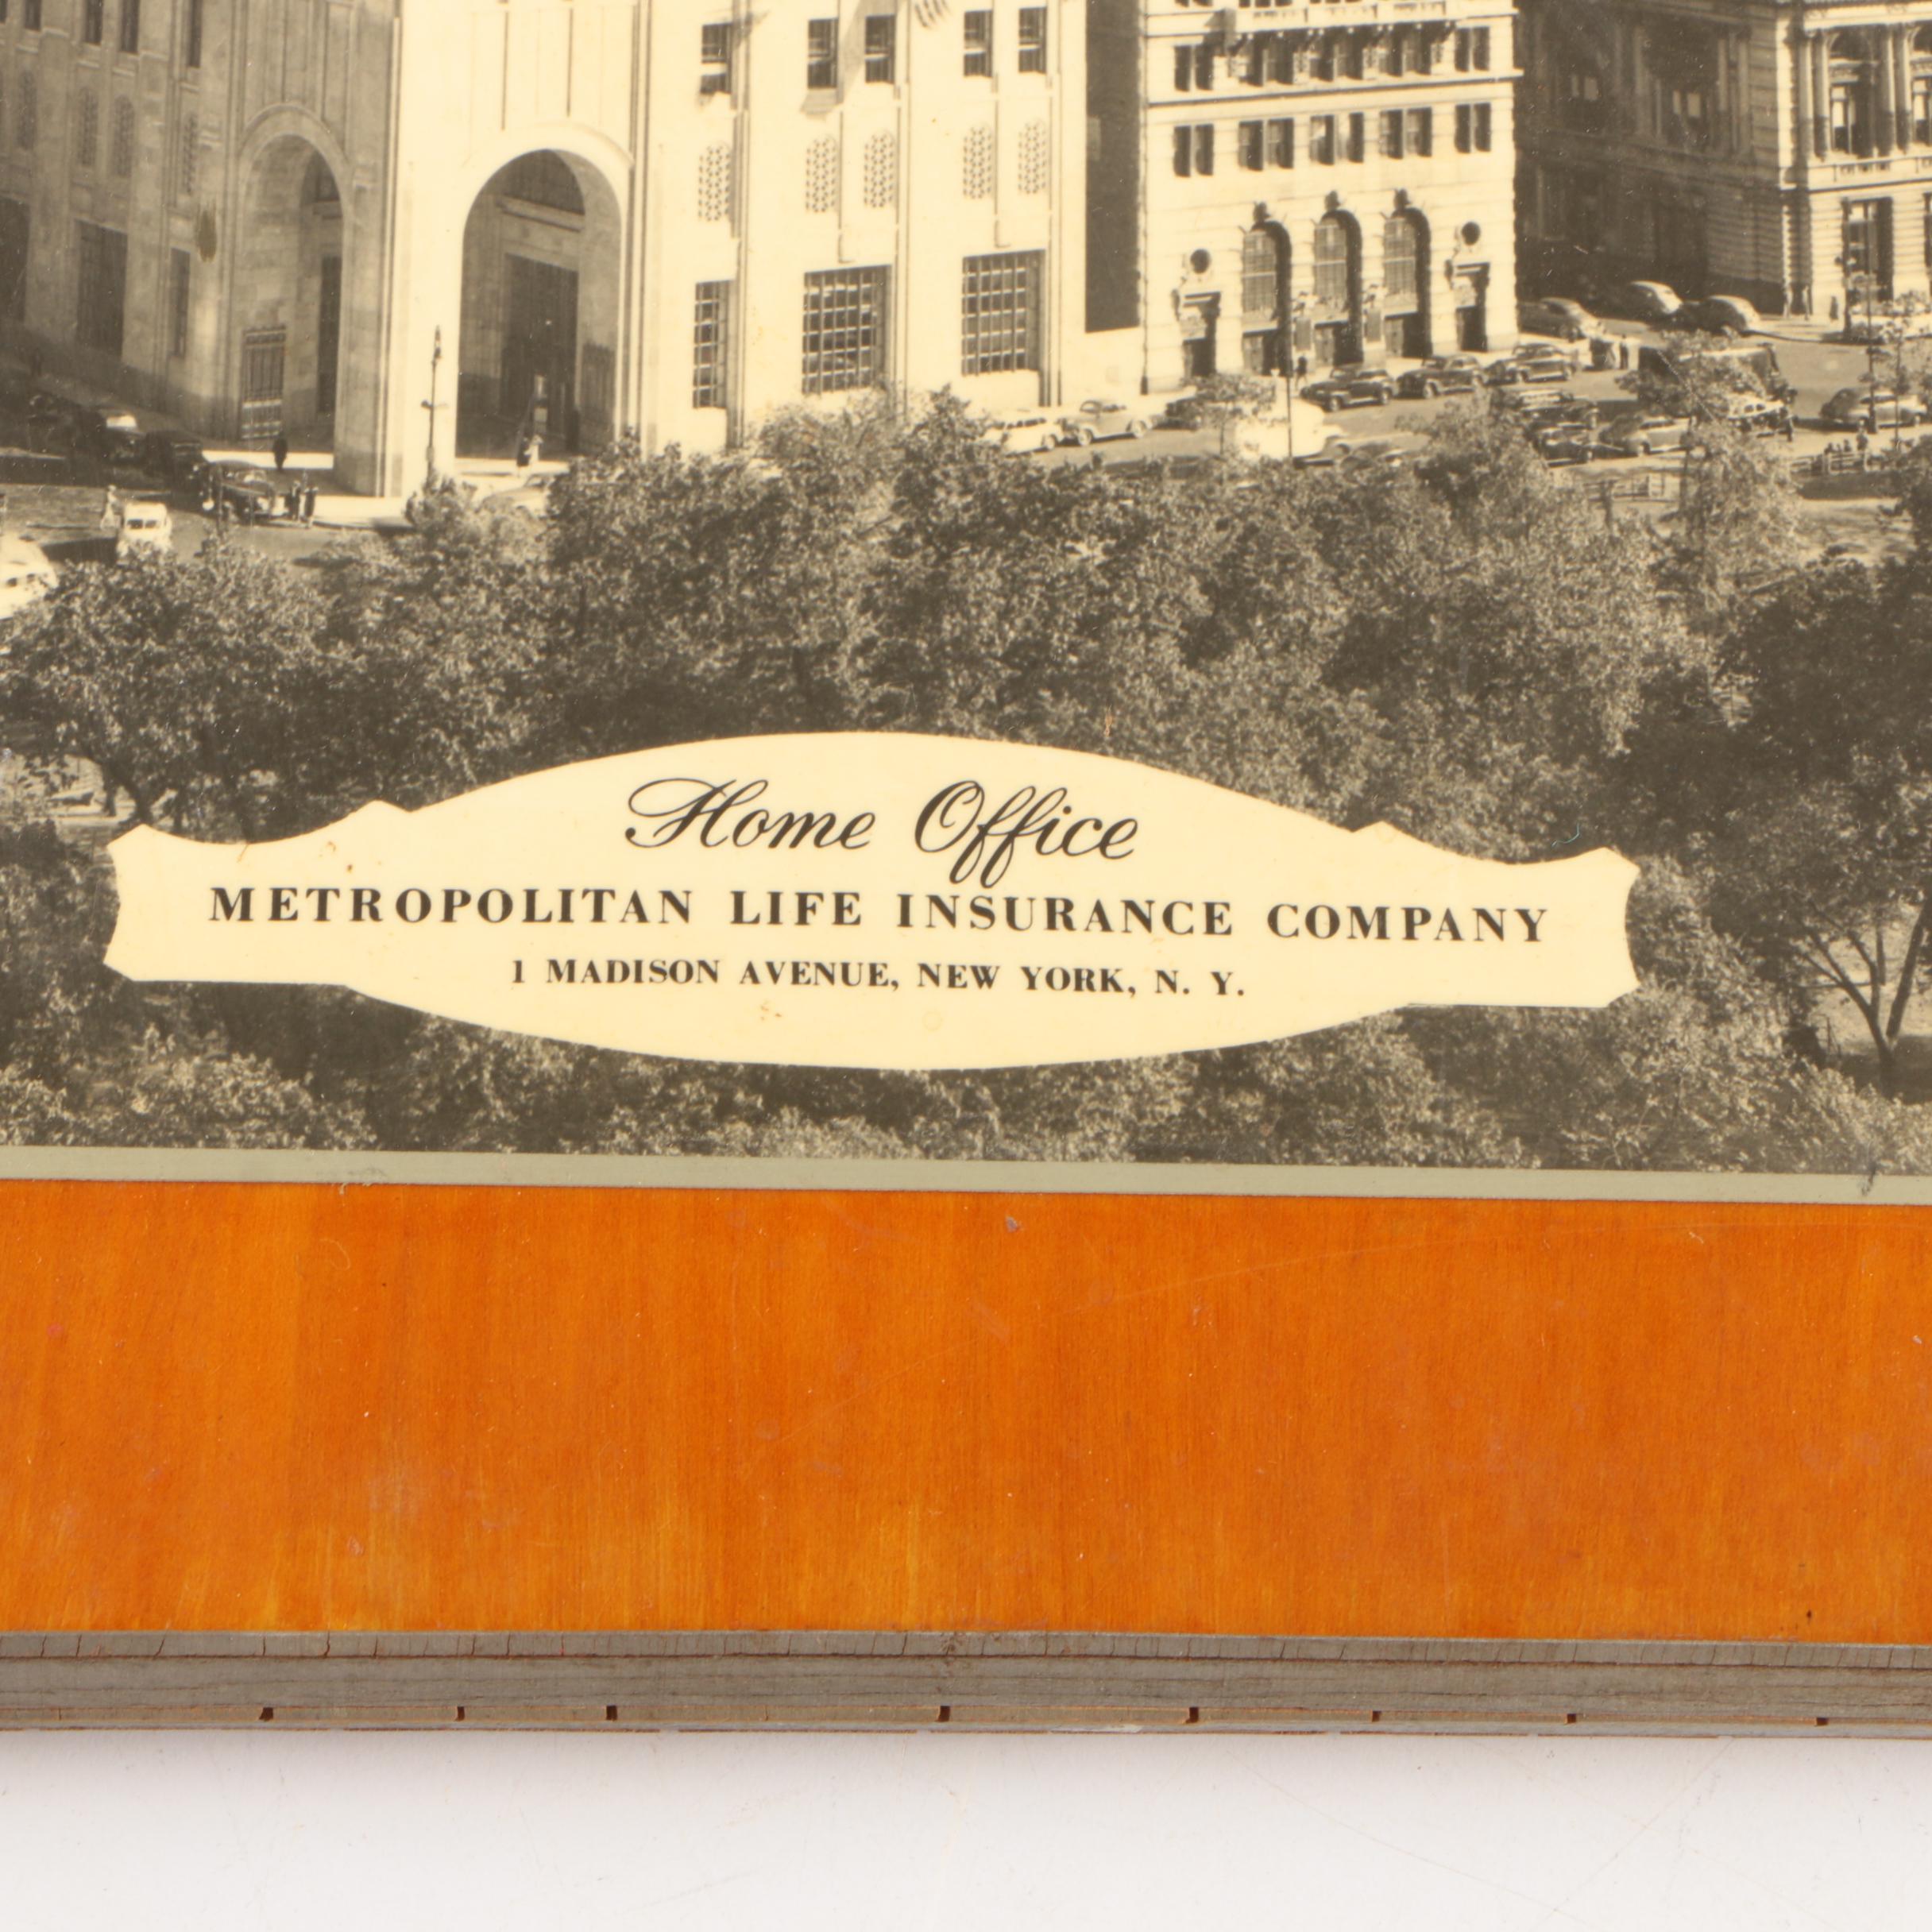 Home Office
METROPOLITAN LIFE INSURANCE COMPANY
1 MADISON AVENUE, NEW YORK, N. Y.